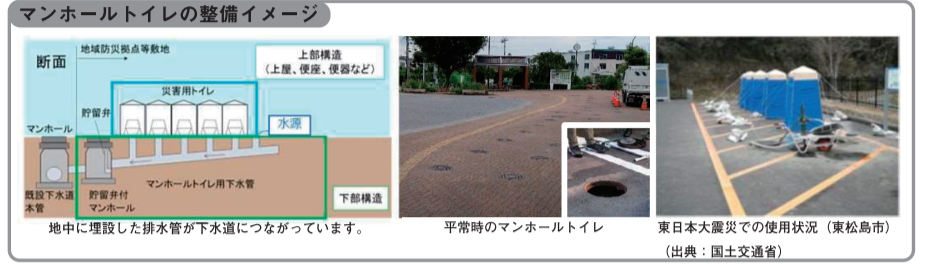 マンホールトイレの整備イメージ
断面
地域防災拠点等敷地
上部構造
(上屋、便座、便器など)
災害用トイレ
貯留弁
マンホール
水源
マンホールトイレ用下水管
既設下水道
本管
貯留弁付
マンホール
下部構造
地中に埋設した排水管が下水道につながっています。
平常時のマンホールトイレ
東日本大震災での使用状況(東松島市)
(出典:国土交通省)